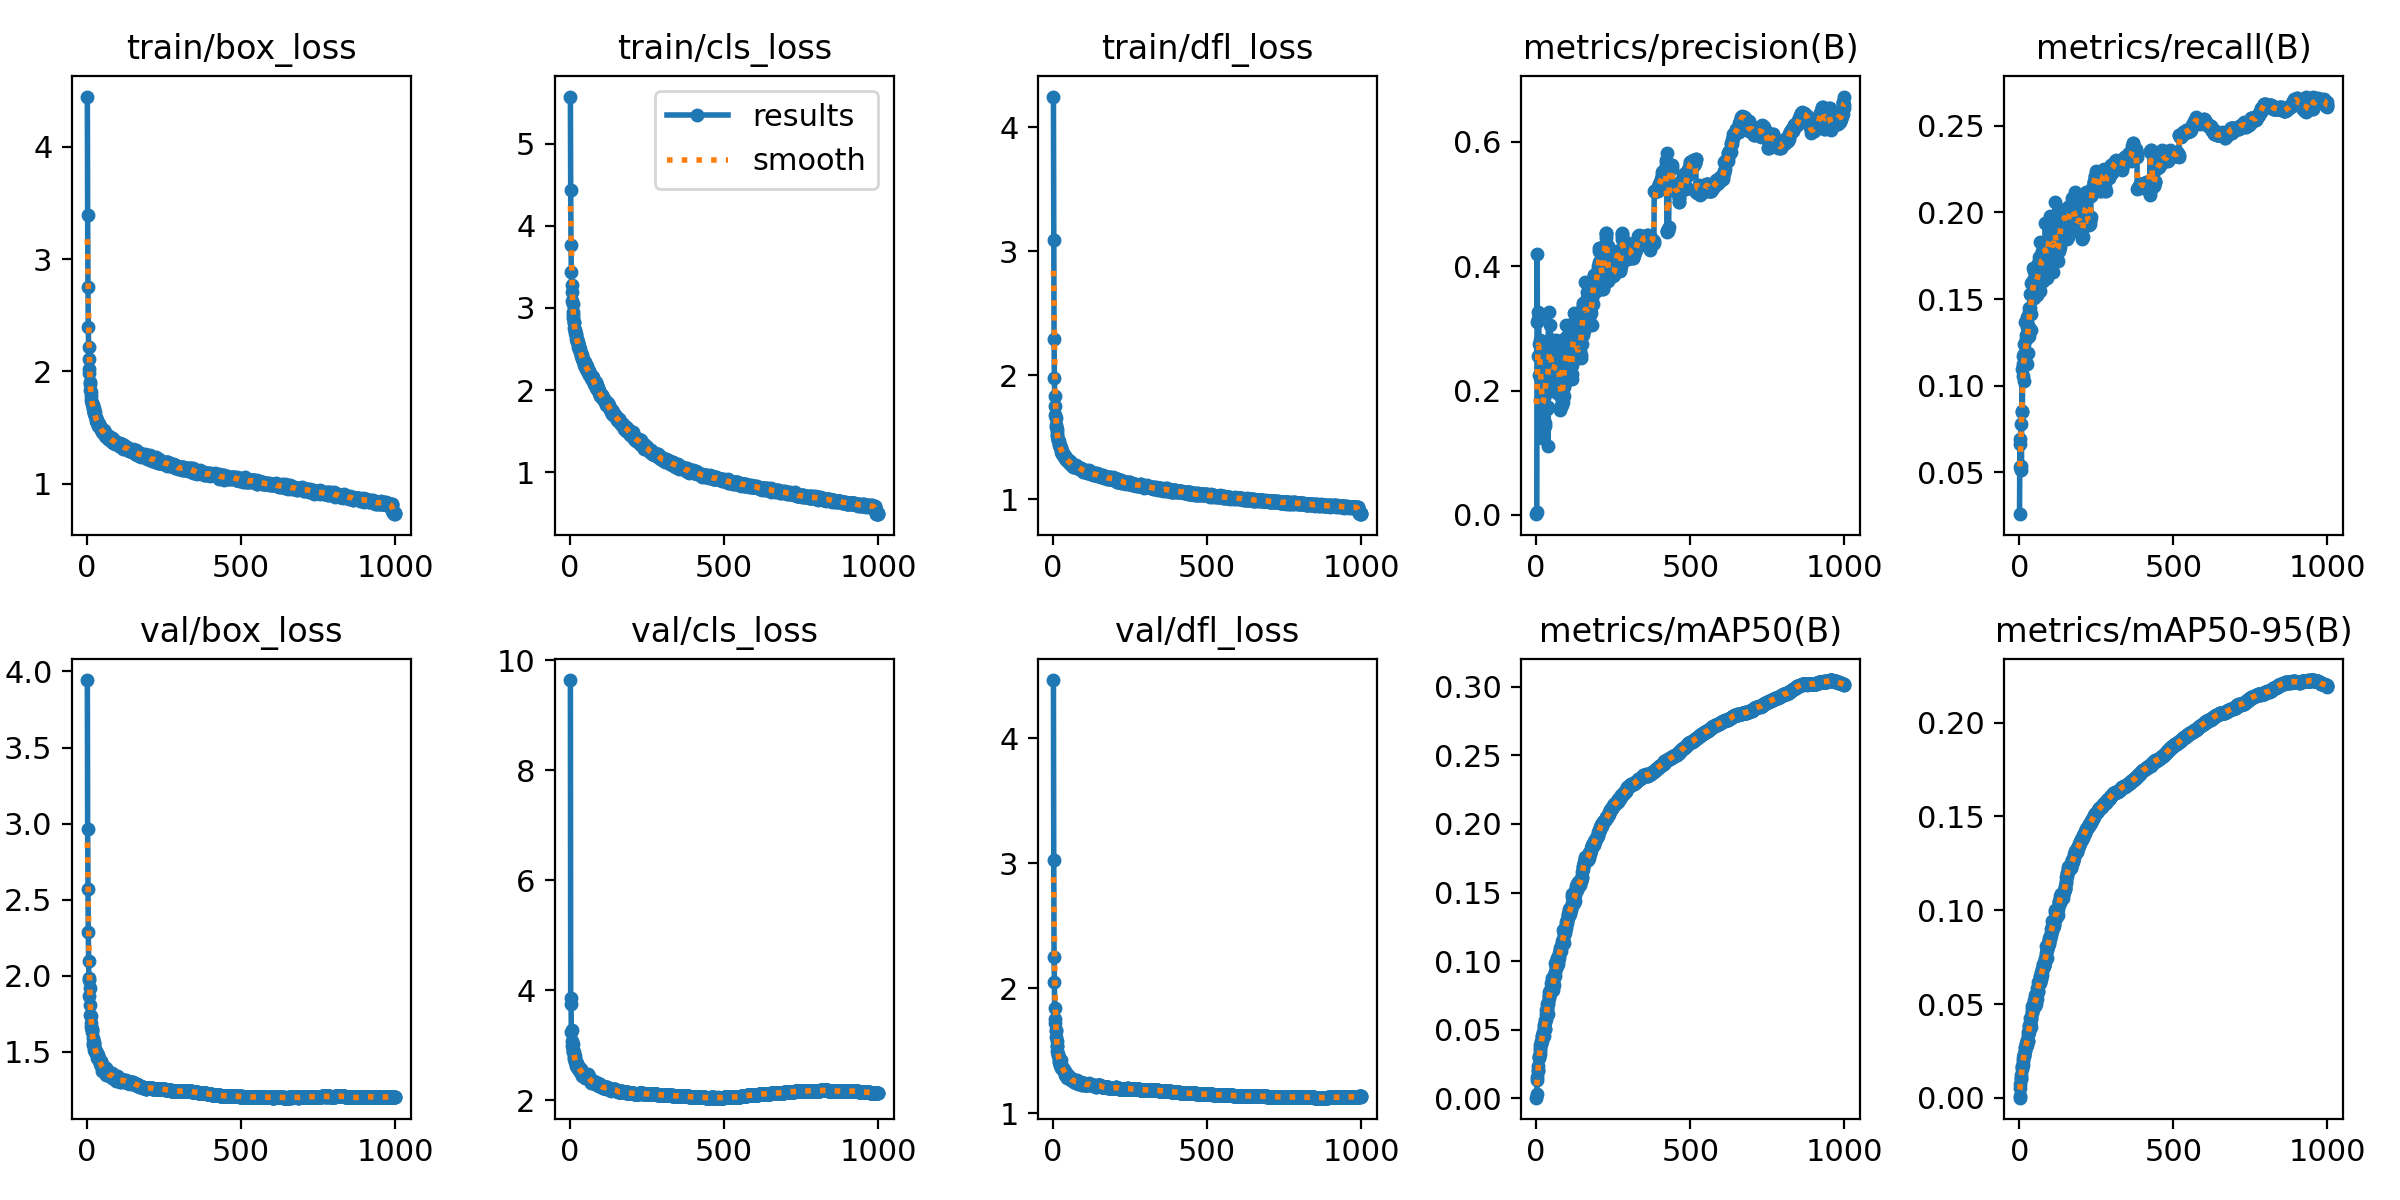 train/box_loss
train/cls_loss
train/dfl_loss
metrics/precision(B)
metrics/recall(B)
4
3
2
1
0 500 1000
results
smooth
5
4
3
2
1
0 500 1000
4
3
2
1
0 500 1000
0.6
0.4
0.2
0.0
0 500 1000
0.25
0.20
0.15
0.10
0.05
0 500 1000
val/box_loss
val/cls_loss
val/dfl_loss
metrics/mAP50(B)
metrics/mAP50-95(B)
4.0
3.5
3.0
2.5
2.0
1.5
0 500 1000
10
8
6
4
2
0 500 1000
4
3
2
1
0 500 1000
0.30
0.25
0.20
0.15
0.10
0.05
0.00
0 500 1000
0.20
0.15
0.10
0.05
0.00
0 500 1000